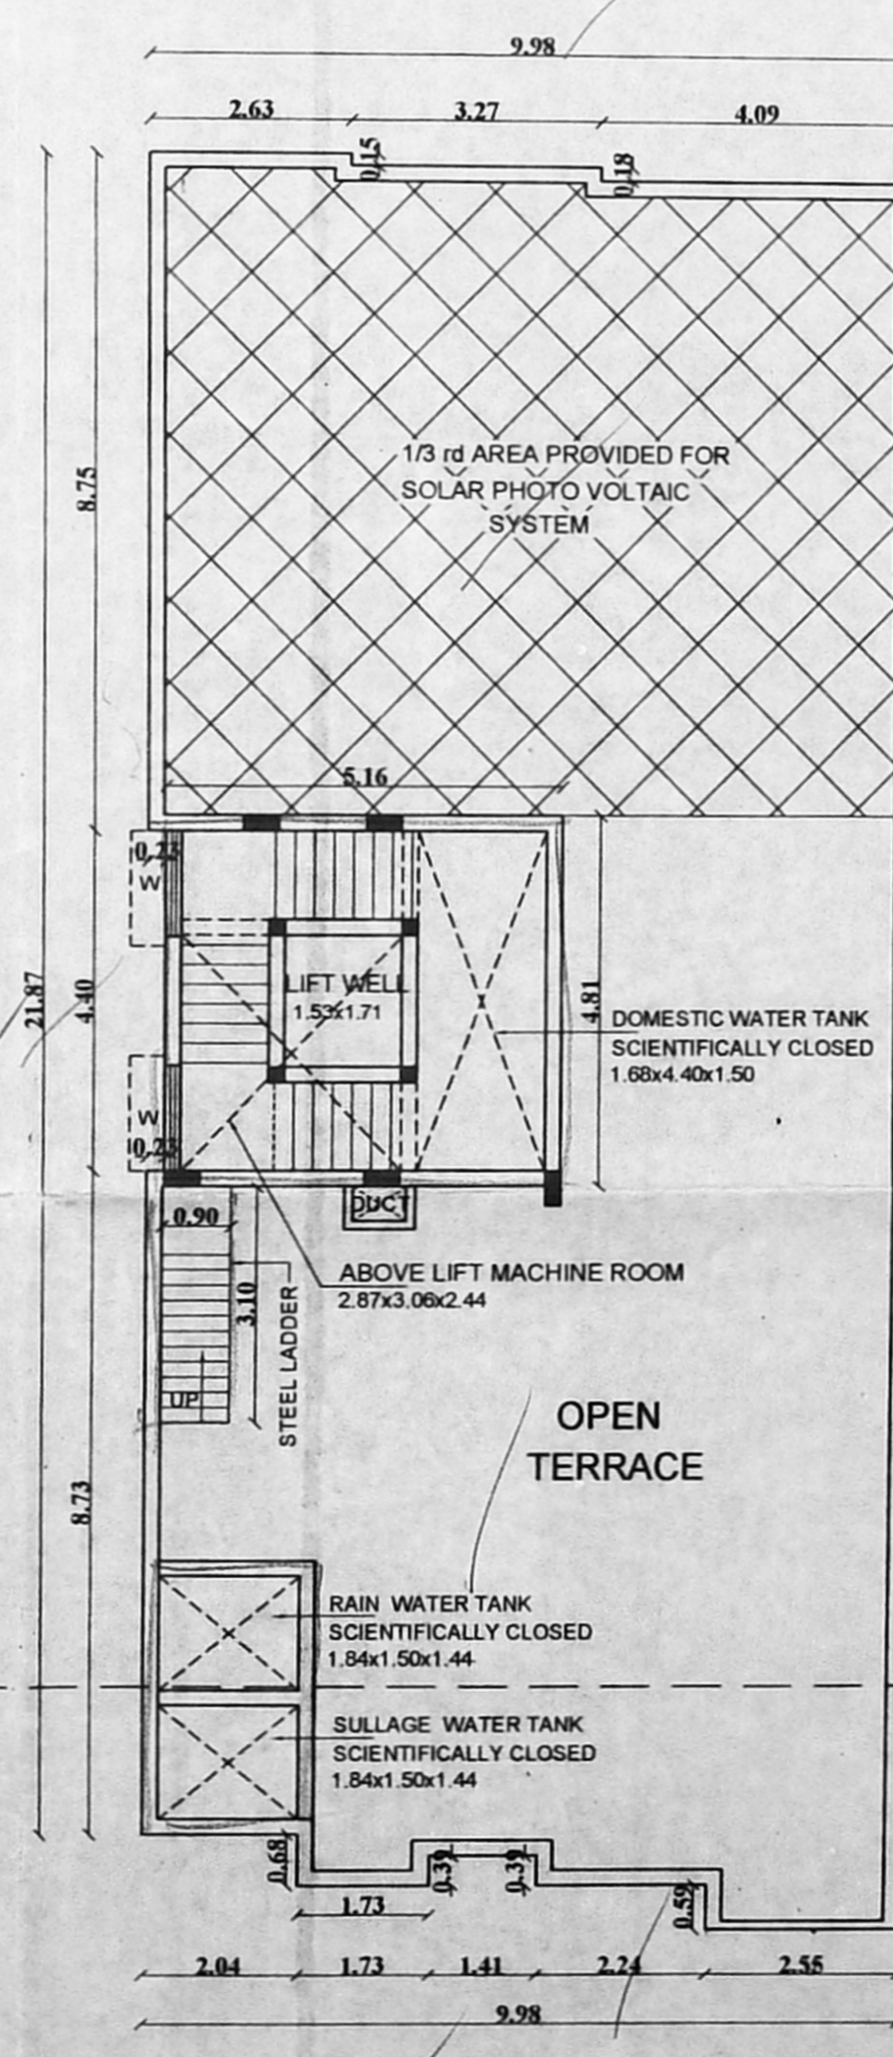 9.98
2.63
3.27
4.09
0.15
0.18
8.75
1/3 rd AREA PROVIDED FOR
SOLAR PHOTO VOLTAIC
SYSTEM
5.16
0.23
W
21.87
4.40
LIFT WELL
1.53x1.71
4.81
DOMESTIC WATER TANK
SCIENTIFICALLY CLOSED
1.68x4.40x1.50
W
0.23
DUCT
0.90
ABOVE LIFT MACHINE ROOM
2.87x3.06x2.44
3.10
STEEL LADDER
UP
OPEN
TERRACE
8.73
RAIN WATER TANK
SCIENTIFICALLY CLOSED
1.84x1.50x1.44
SULLAGE WATER TANK
SCIENTIFICALLY CLOSED
1.84x1.50x1.44
0.68
0.39
0.39
0.59
1.73
2.04
1.73
1.41
2.24
2.55
9.98